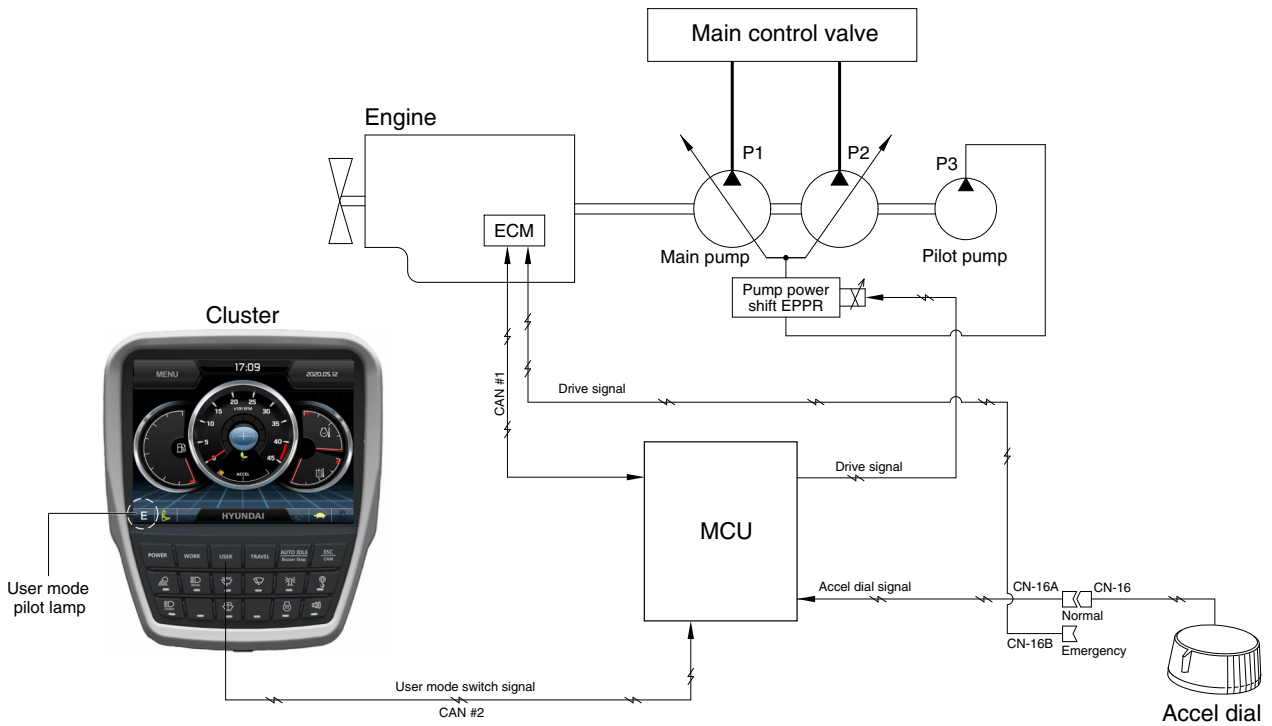 Main control valve
Engine
P1
P2
P3
ECM
Main pump
Pilot pump
Pump power
shift EPPR
Cluster
MENU
17:09
2020.05.12
20
25
15
x100 RPM
30
10
35
5
40
0
45
ACCEL
E
HYUNDAI
POWER
WORK
USER
TRAVEL
AUTO IDLE
Buzzer Stop
ESC
CAM
User mode
pilot lamp
CAN #1
Drive signal
Drive signal
MCU
Accel dial signal
CN-16A
CN-16
Normal
CN-16B
Emergency
Accel dial
User mode switch signal
CAN #2